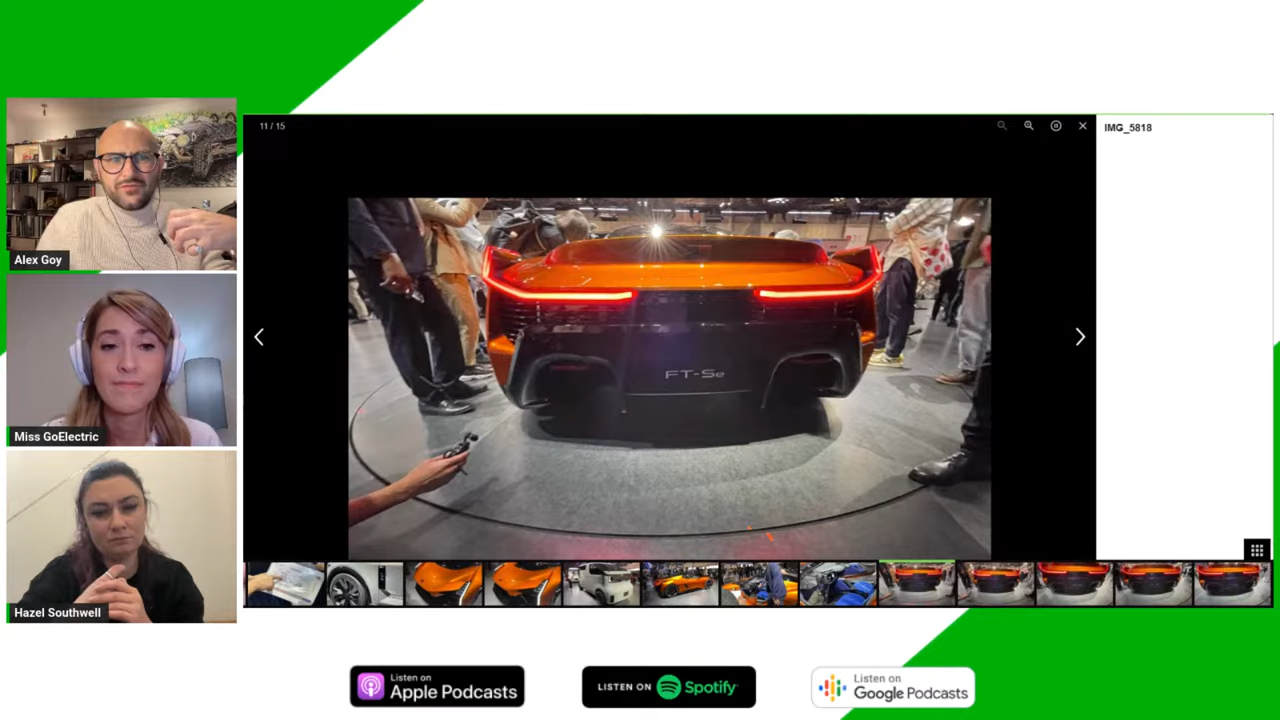 11 / 15
IMG_5818
Alex Goy
FT-Se
Miss GoElectric
Hazel Southwell
Listen on
Apple Podcasts
LISTEN ON Spotify
Listen on
Google Podcasts